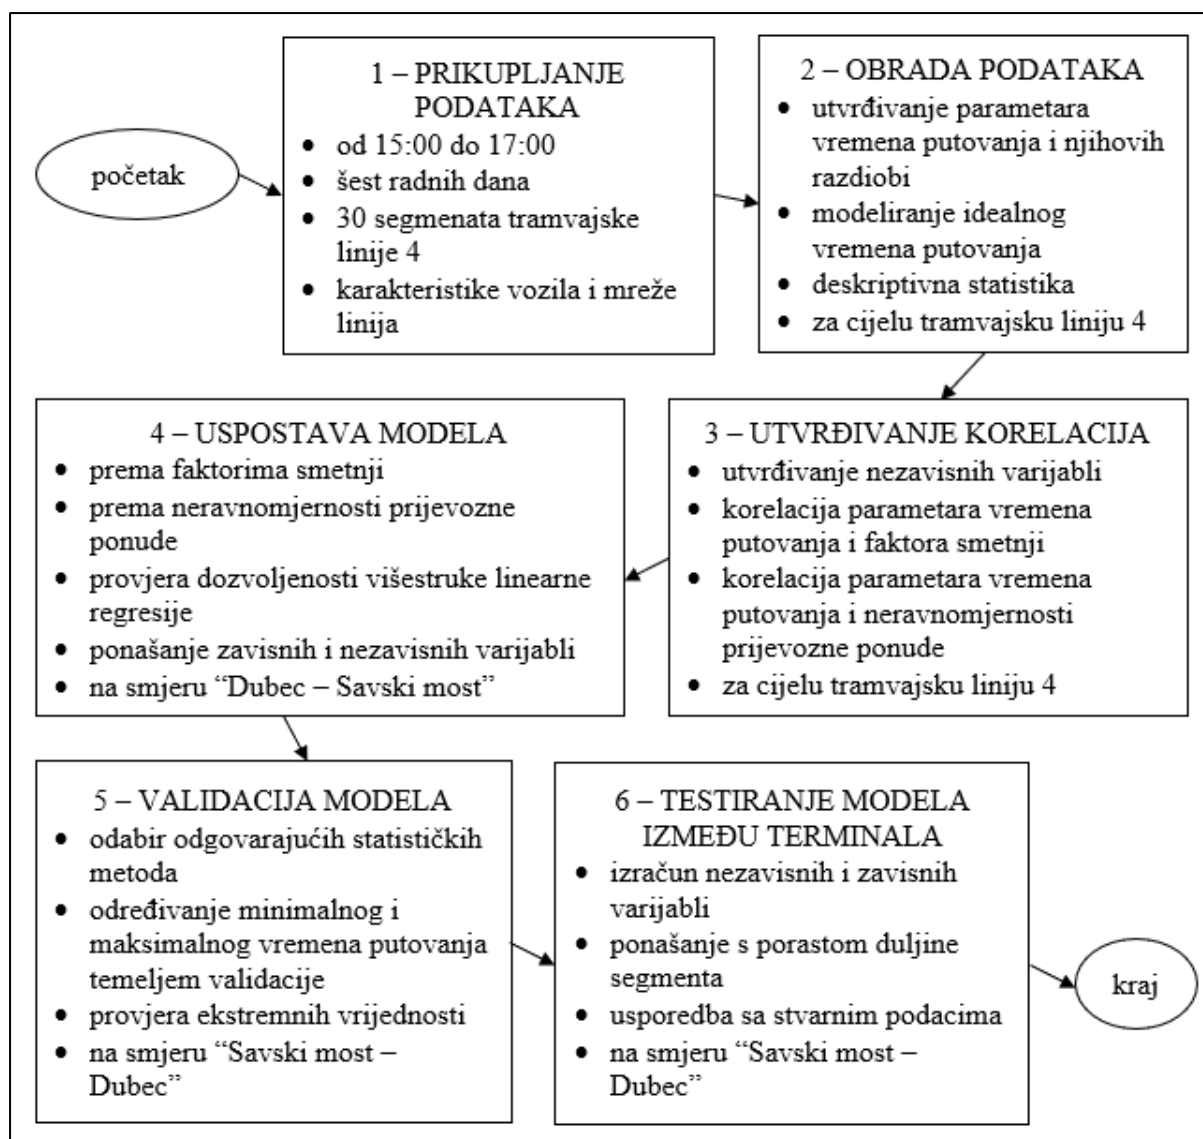 početak
1 – PRIKUPLJANJE
PODATAKA
• od 15:00 do 17:00
• šest radnih dana
• 30 segmenata tramvajske
linije 4
• karakteristike vozila i mreže
linija
2 – OBRADA PODATAKA
• utvrđivanje parametara
vremena putovanja i njihovih
razdiobi
• modeliranje idealnog
vremena putovanja
• deskriptivna statistika
• za cijelu tramvajsku liniju 4
3 – UTVRĐIVANJE KORELACIJA
• utvrđivanje nezavisnih varijabli
• korelacija parametara vremena
putovanja i faktora smetnji
• korelacija parametara vremena
putovanja i neravnomjernosti
prijevozne ponude
• za cijelu tramvajsku liniju 4
4 – USPOSTAVA MODELA
• prema faktorima smetnji
• prema neravnomjernosti prijevozne
ponude
• provjera dozvoljenosti višestruke linearne
regresije
• ponašanje zavisnih i nezavisnih varijabli
• na smjeru “Dubec – Savski most”
5 – VALIDACIJA MODELA
• odabir odgovarajućih statističkih
metoda
• određivanje minimalnog i
maksimalnog vremena putovanja
temeljem validacije
• provjera ekstremnih vrijednosti
• na smjeru “Savski most –
Dubec”
6 – TESTIRANJE MODELA
IZMEĐU TERMINALA
• izračun nezavisnih i zavisnih
varijabli
• ponašanje s porastom duljine
segmenta
• usporedba sa stvarnim podacima
• na smjeru “Savski most –
Dubec”
kraj